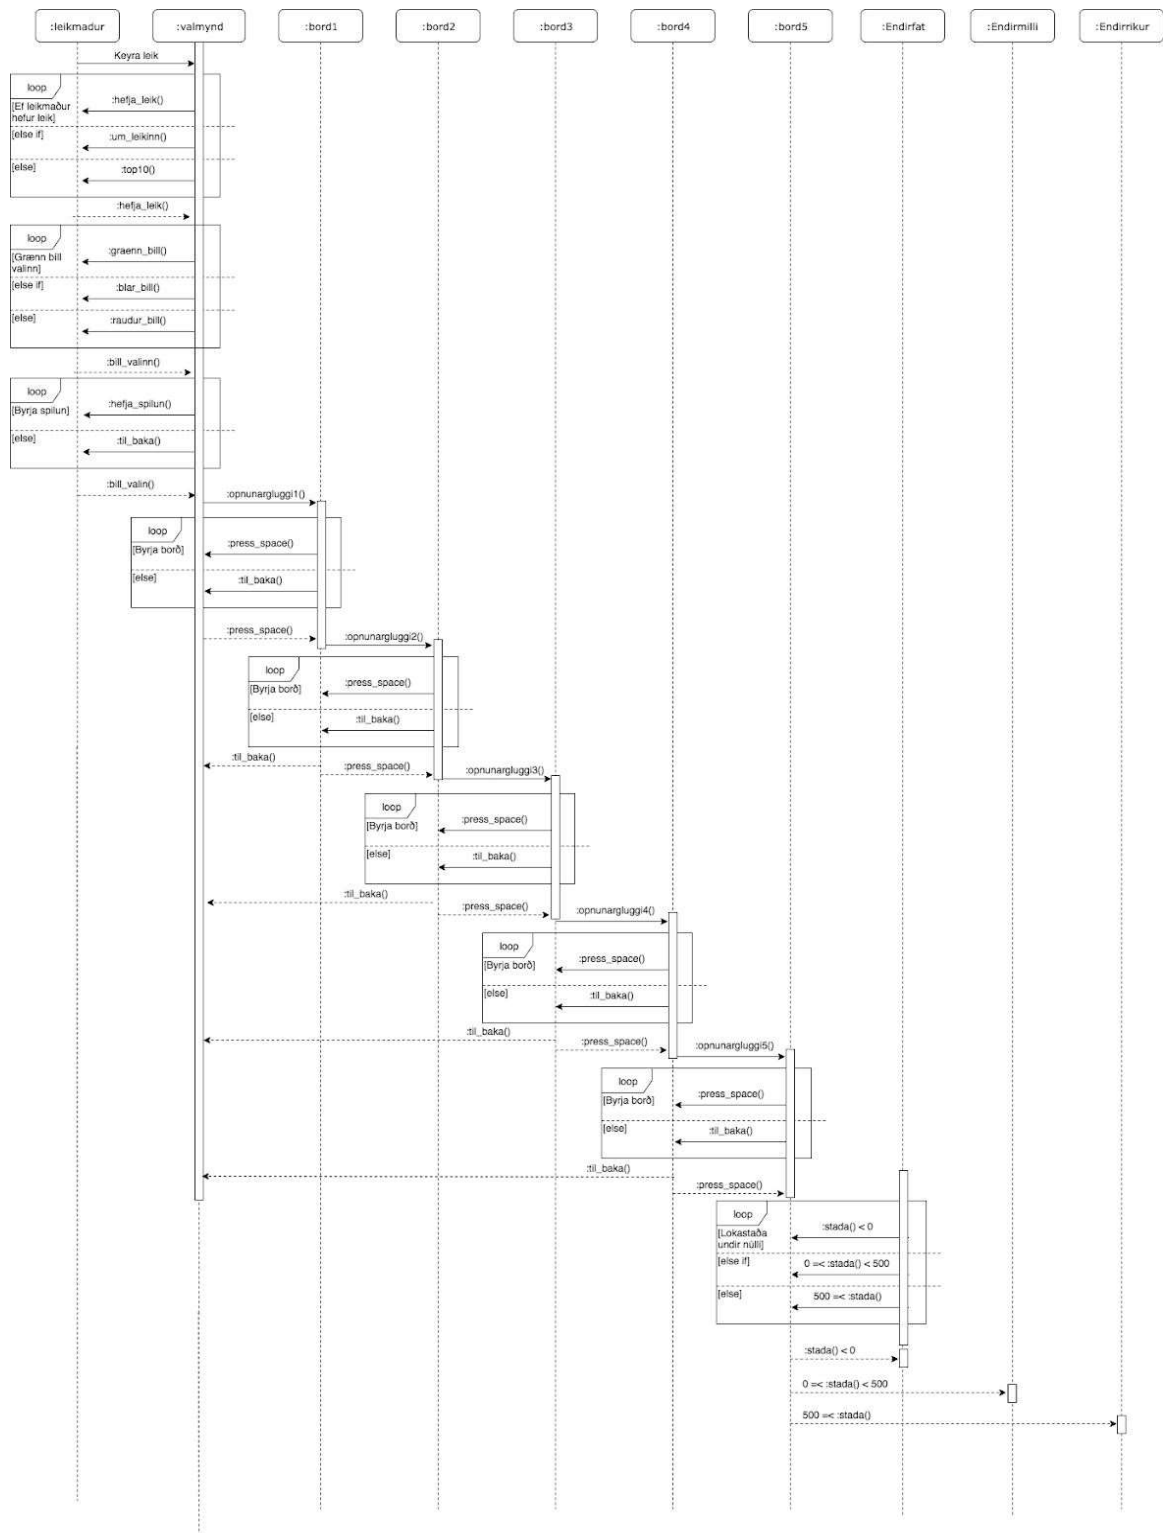 :leikmadur
:valmynd
:bord1
:bord2
:bord3
:bord4
:bord5
:Endirfat
:Endirmilli
:Endirrikur
Keyra leik
loop
[Ef leikmaður
hefur leik]
:hefja_leik()
[else if]
:um_leikinn()
[else]
:top10()
:hefja_leik()
loop
[Grænn bill
valinn]
:graenn_bill()
[else if]
:blar_bill()
[else]
:raudur_bill()
:bill_valinn()
loop
[Byrja spilun]
:hefja_spilun()
[else]
:til_baka()
:bill_valin()
:opnunargluggi1()
loop
[Byrja borð]
:press_space()
[else]
:til_baka()
:press_space()
:opnunargluggi2()
loop
[Byrja borð]
:press_space()
[else]
:til_baka()
:til_baka()
:press_space()
:opnunargluggi3()
loop
[Byrja borð]
:press_space()
[else]
:til_baka()
:til_baka()
:press_space()
:opnunargluggi4()
loop
[Byrja borð]
:press_space()
[else]
:til_baka()
:til_baka()
:press_space()
:opnunargluggi5()
loop
[Byrja borð]
:press_space()
[else]
:til_baka()
:til_baka()
:press_space()
loop
[Lokastaða
undir núlli]
:stada() < 0
[else if]
0 =< :stada() < 500
[else]
500 =< :stada()
:stada() < 0
0 =< :stada() < 500
500 =< :stada()